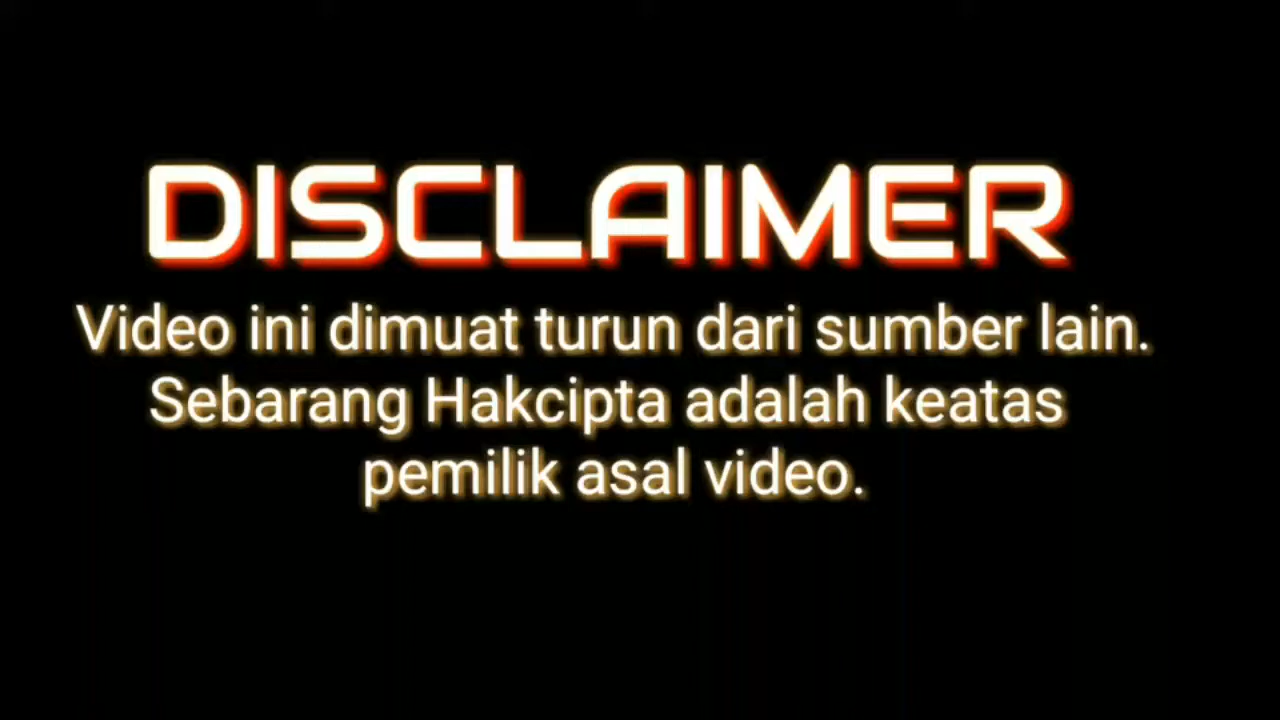 DISCLAIMER
Video ini dimuat turun dari sumber lain.
Sebarang Hakcipta adalah keatas
pemilik asal video.